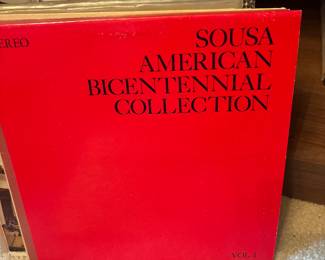 EREO
SOUSA
AMERICAN
BICENTENNIAL
COLLECTION
VOL 1